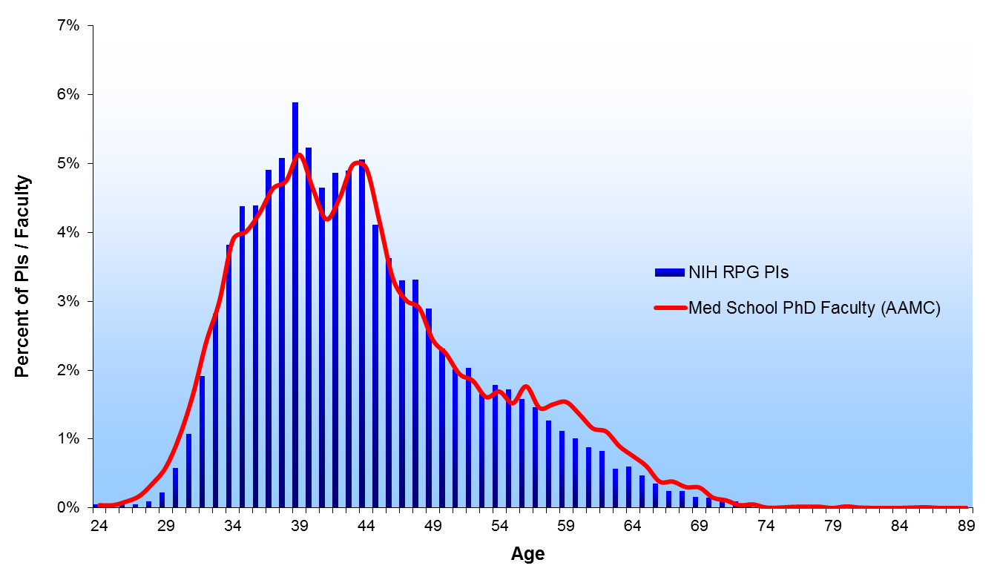 7%
6%
5%
4%
3%
2%
1%
0%
Percent of PIs / Faculty
NIH RPG PIs
Med School PhD Faculty (AAMC)
24 29 34 39 44 49 54 59 64 69 74 79 84 89
Age